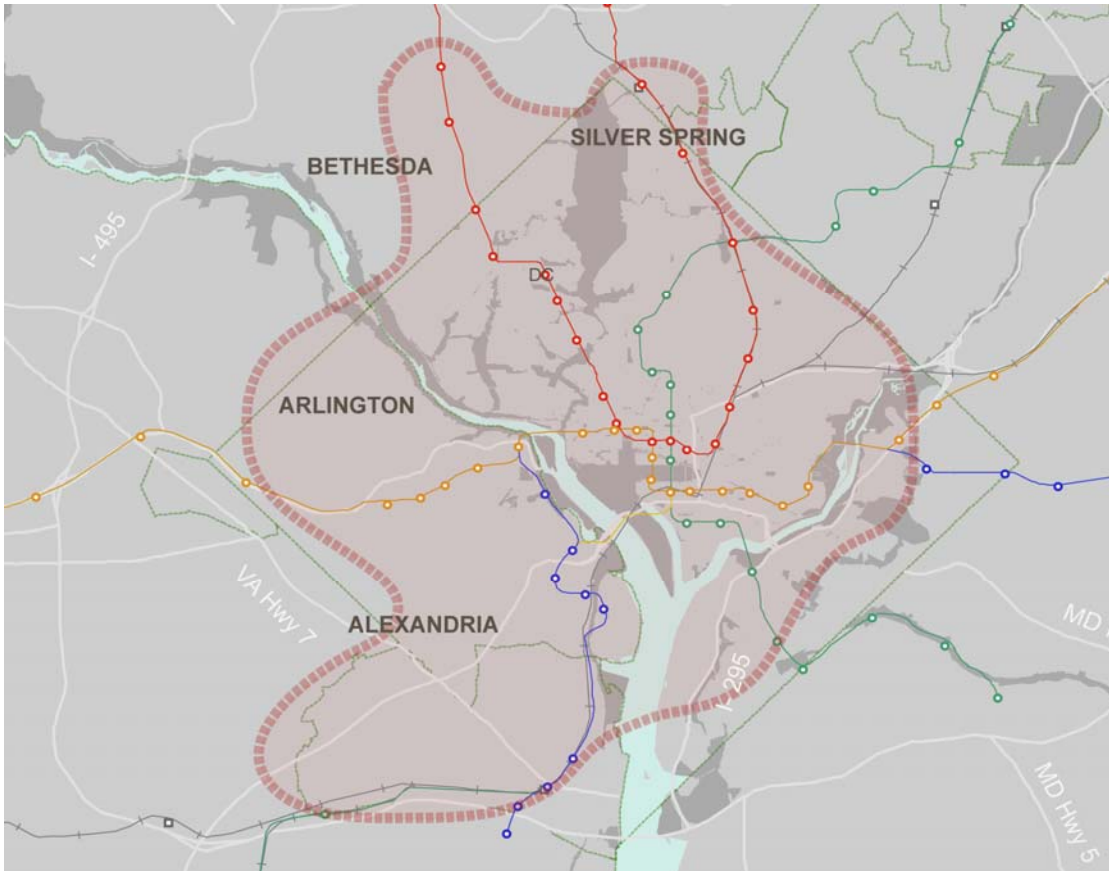 SILVER SPRING
BETHESDA
I- 495
DC
ARLINGTON
VA Hwy 7
ALEXANDRIA
MD
I- 295
MD Hwy 5